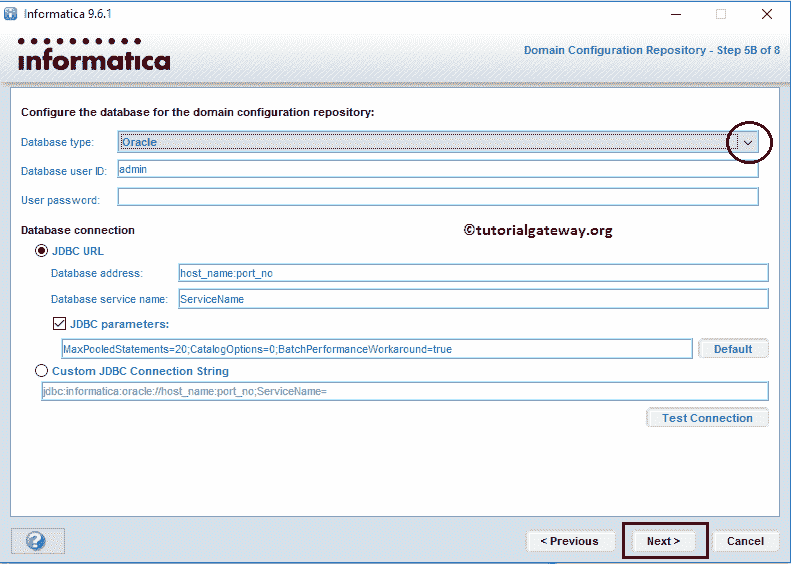 Informatica 9.6.1
informatica
Domain Configuration Repository - Step 5B of 8
Configure the database for the domain configuration repository:
Database type: Oracle
Database user ID: admin
User password:
©tutorialgateway.org
Database connection
JDBC URL
Database address: host_name:port_no
Database service name: ServiceName
JDBC parameters:
MaxPooledStatements=20;CatalogOptions=0;BatchPerformanceWorkaround=true Default
Custom JDBC Connection String
jdbc:informatica:oracle://host_name:port_no;ServiceName=
Test Connection
? < Previous Next > Cancel